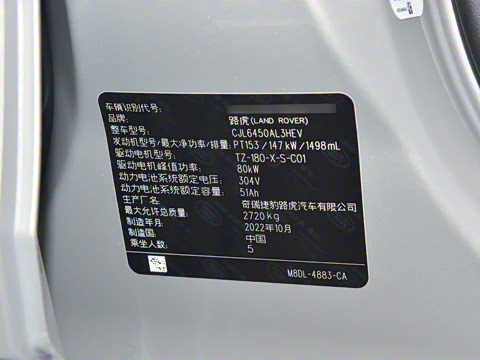 车辆识别代号:
品牌: 路虎(LAND ROVER)
整车型号: CJL6450AL3HEV
发动机型号/最大净功率/排量: PT153/147kW/1498mL
驱动电机型号: TZ-180-X-S-C01
驱动电机峰值功率: 80kW
动力电池系统额定电压: 304V
动力电池系统额定容量: 51Ah
生产厂名: 奇瑞捷豹路虎汽车有限公司
最大允许总质量: 2720kg
制造年月: 2022年10月
制造国: 中国
乘坐人数: 5
M8DL-4883-CA